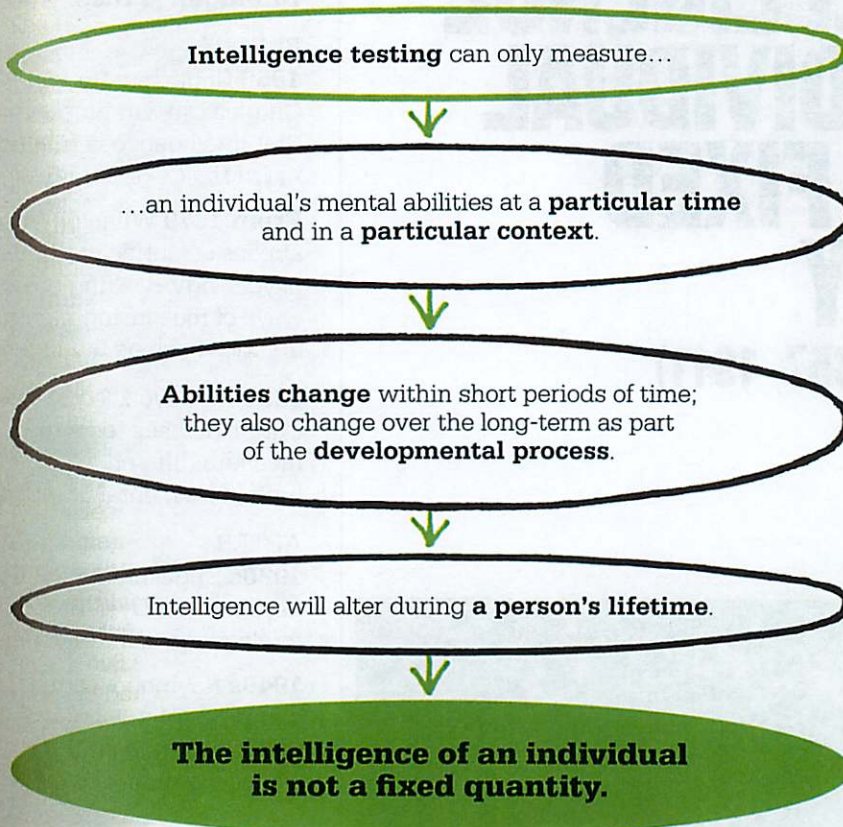 Intelligence testing can only measure…
…an individual's mental abilities at a particular time
and in a particular context.
Abilities change within short periods of time;
they also change over the long-term as part
of the developmental process.
Intelligence will alter during a person's lifetime.
The intelligence of an individual
is not a fixed quantity.